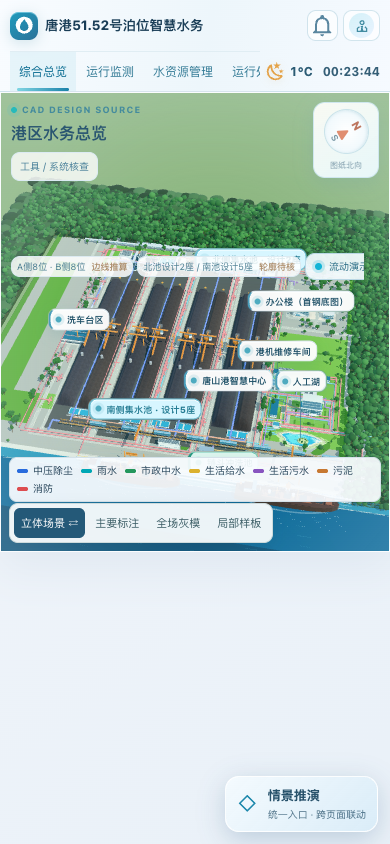 唐港51.52号泊位智慧水务
综合总览 运行监测 水资源管理 1°C 00:23:44
CAD DESIGN SOURCE
港区水务总览
工具 / 系统核查
S N
图纸北向
A侧8位 · B侧8位 边线推算 北池设计2座 / 南池设计5座 轮廓待核 流动演示
办公楼（首钢底图）
洗车台区
港机维修车间
唐山港智慧中心 人工湖
南侧集水池 · 设计5座
中压除尘 雨水 市政中水 生活给水 生活污水 污泥
消防
立体场景 ⇄ 主要标注 全场灰模 局部样板
情景推演
统一入口 · 跨页面联动